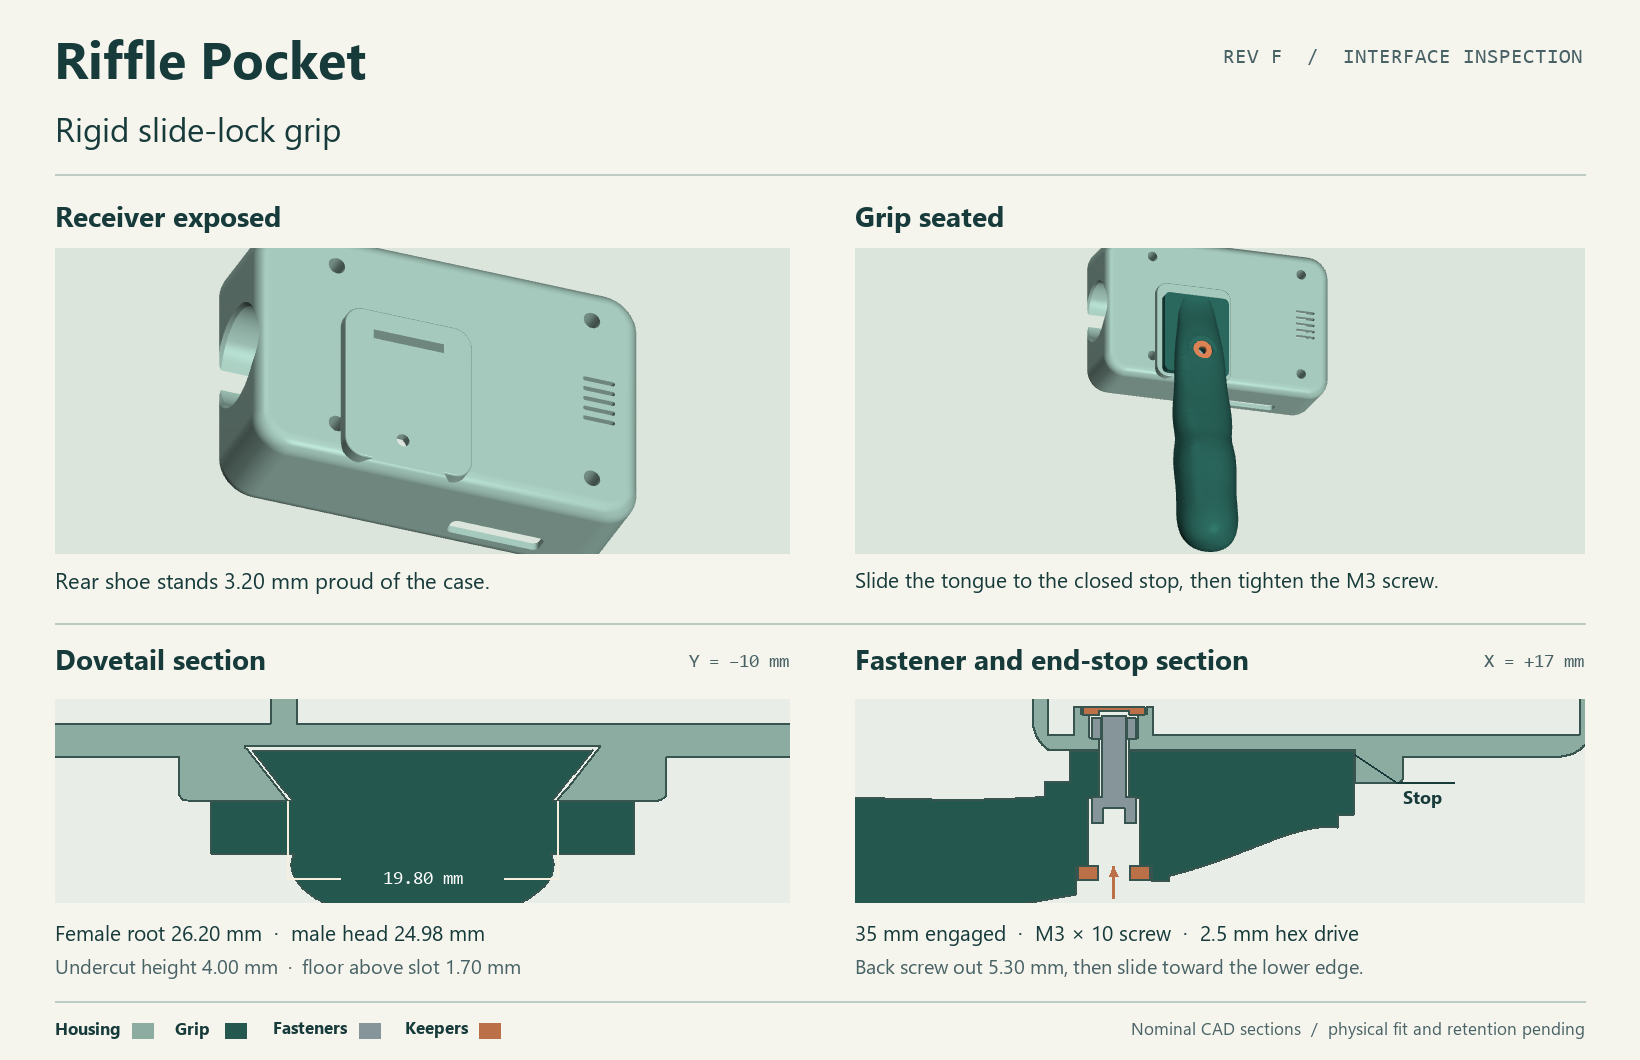 Riffle Pocket
REV F / INTERFACE INSPECTION
Rigid slide-lock grip
Receiver exposed
Grip seated
Rear shoe stands 3.20 mm proud of the case.
Slide the tongue to the closed stop, then tighten the M3 screw.
Dovetail section
Y = −10 mm
Fastener and end-stop section
X = +17 mm
Stop
19.80 mm
Female root 26.20 mm · male head 24.98 mm
Undercut height 4.00 mm · floor above slot 1.70 mm
35 mm engaged · M3 × 10 screw · 2.5 mm hex drive
Back screw out 5.30 mm, then slide toward the lower edge.
Housing
Grip
Fasteners
Keepers
Nominal CAD sections / physical fit and retention pending